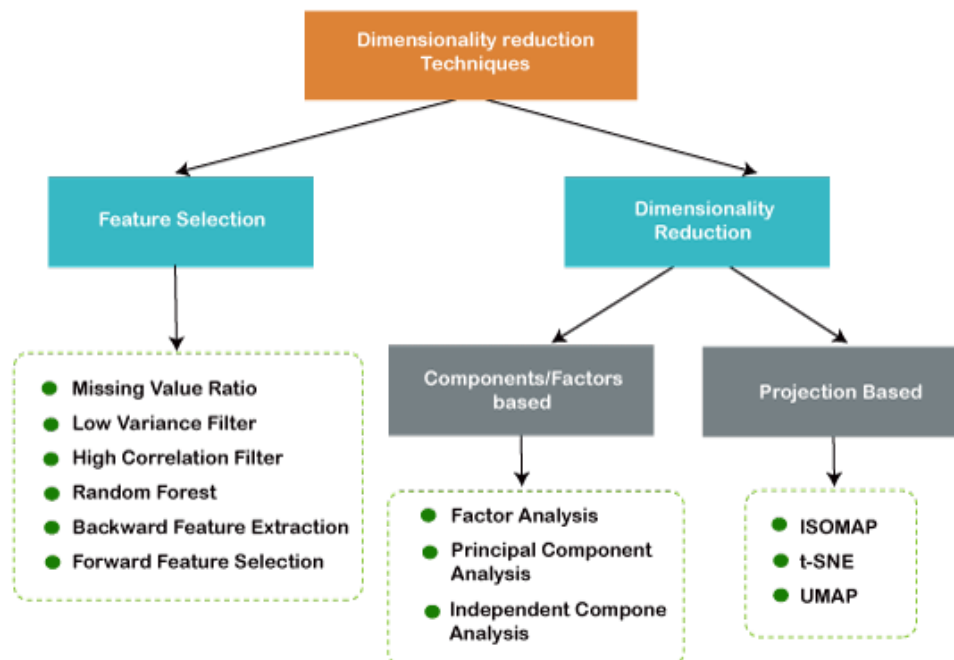 Dimensionality reduction
Techniques
Feature Selection
Dimensionality
Reduction
Missing Value Ratio
Low Variance Filter
High Correlation Filter
Random Forest
Backward Feature Extraction
Forward Feature Selection
Components/Factors
based
Factor Analysis
Principal Component
Analysis
Independent Compone
Analysis
Projection Based
ISOMAP
t-SNE
UMAP